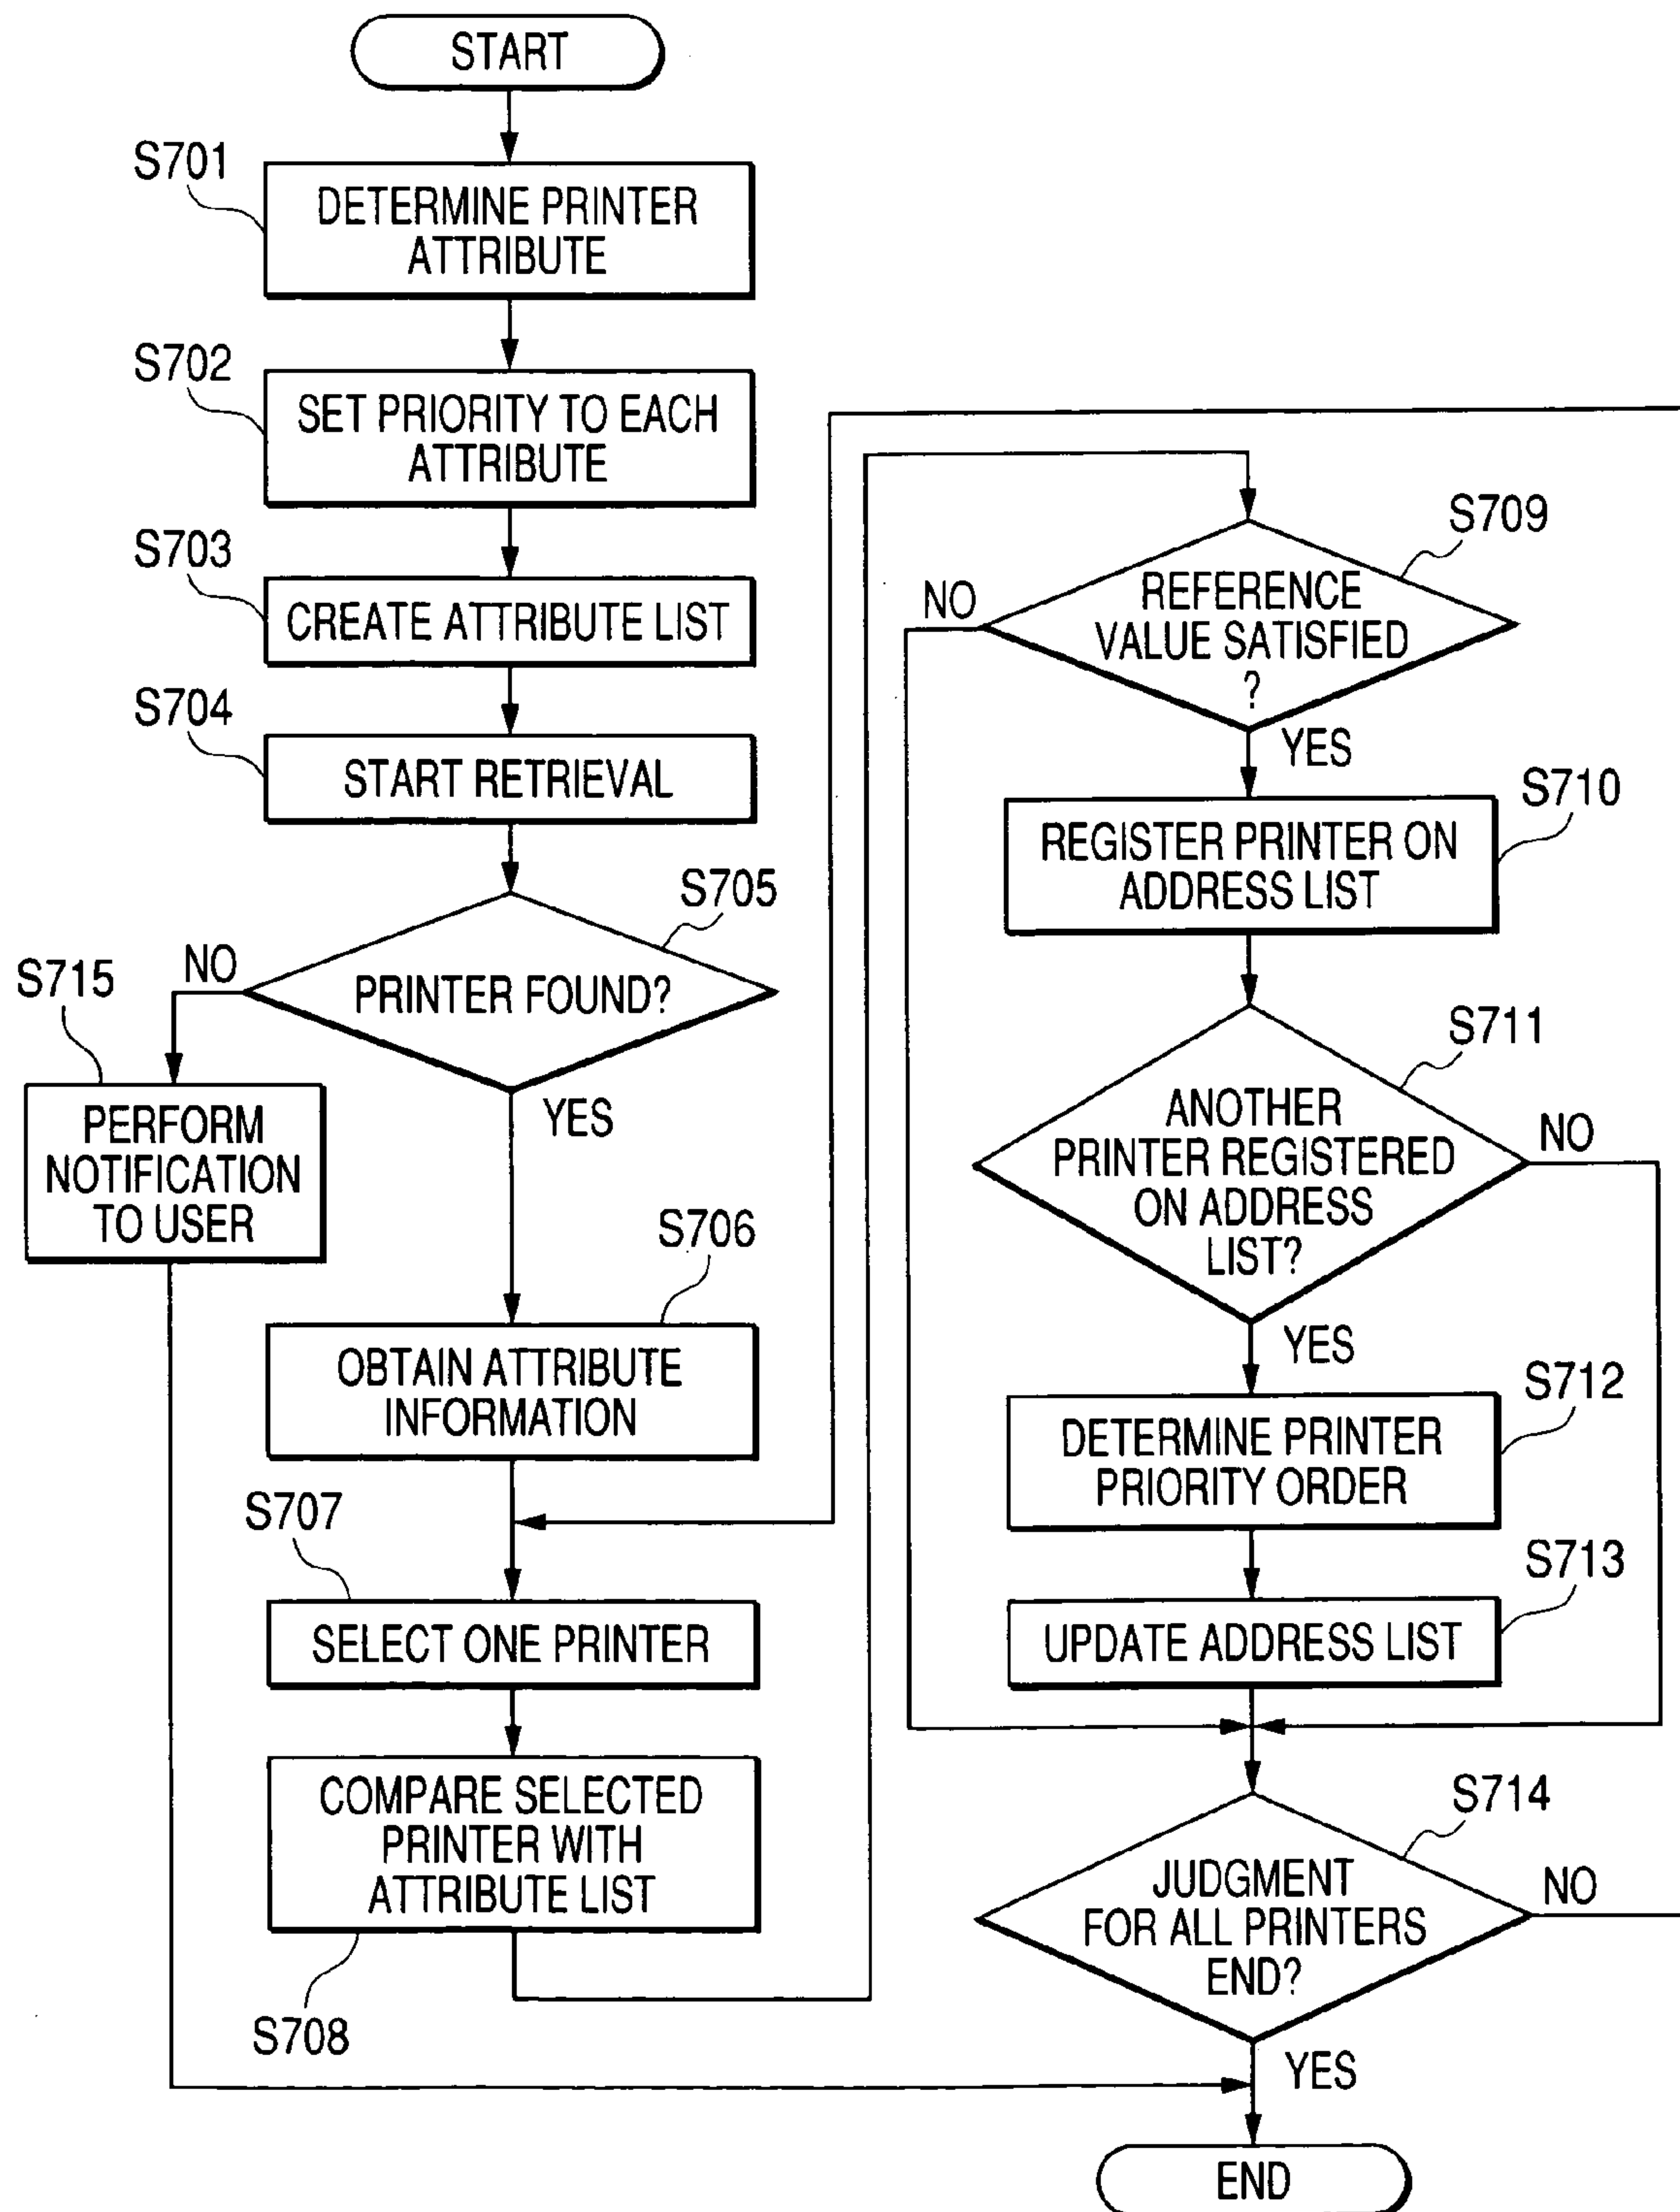 START
S701
DETERMINE PRINTER
ATTRIBUTE
S702
SET PRIORITY TO EACH
ATTRIBUTE
S703
CREATE ATTRIBUTE LIST
S704
START RETRIEVAL
S705
PRINTER FOUND?
NO
YES
S715
PERFORM
NOTIFICATION
TO USER
S706
OBTAIN ATTRIBUTE
INFORMATION
S707
SELECT ONE PRINTER
COMPARE SELECTED
PRINTER WITH
ATTRIBUTE LIST
S708
S709
NO
REFERENCE
VALUE SATISFIED
?
YES
S710
REGISTER PRINTER ON
ADDRESS LIST
S711
ANOTHER
PRINTER REGISTERED
ON ADDRESS
LIST?
NO
YES
S712
DETERMINE PRINTER
PRIORITY ORDER
S713
UPDATE ADDRESS LIST
S714
JUDGMENT
FOR ALL PRINTERS
END?
NO
YES
END